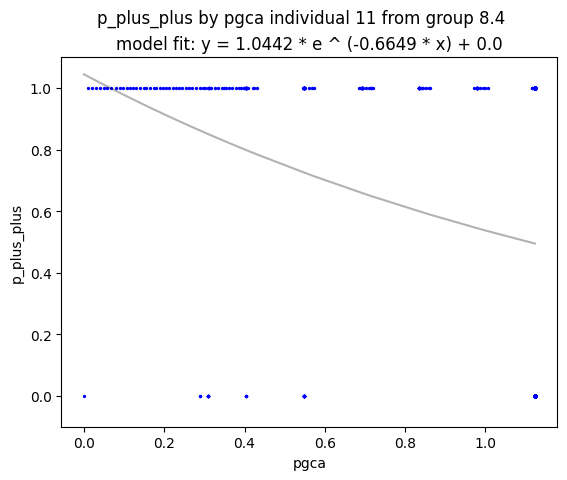 p_plus_plus by pgca individual 11 from group 8.4
model fit: y = 1.0442 * e ^ (-0.6649 * x) + 0.0
1.0
0.8
0.6
0.4
0.2
0.0
p_plus_plus
0.0 0.2 0.4 0.6 0.8 1.0
pgca